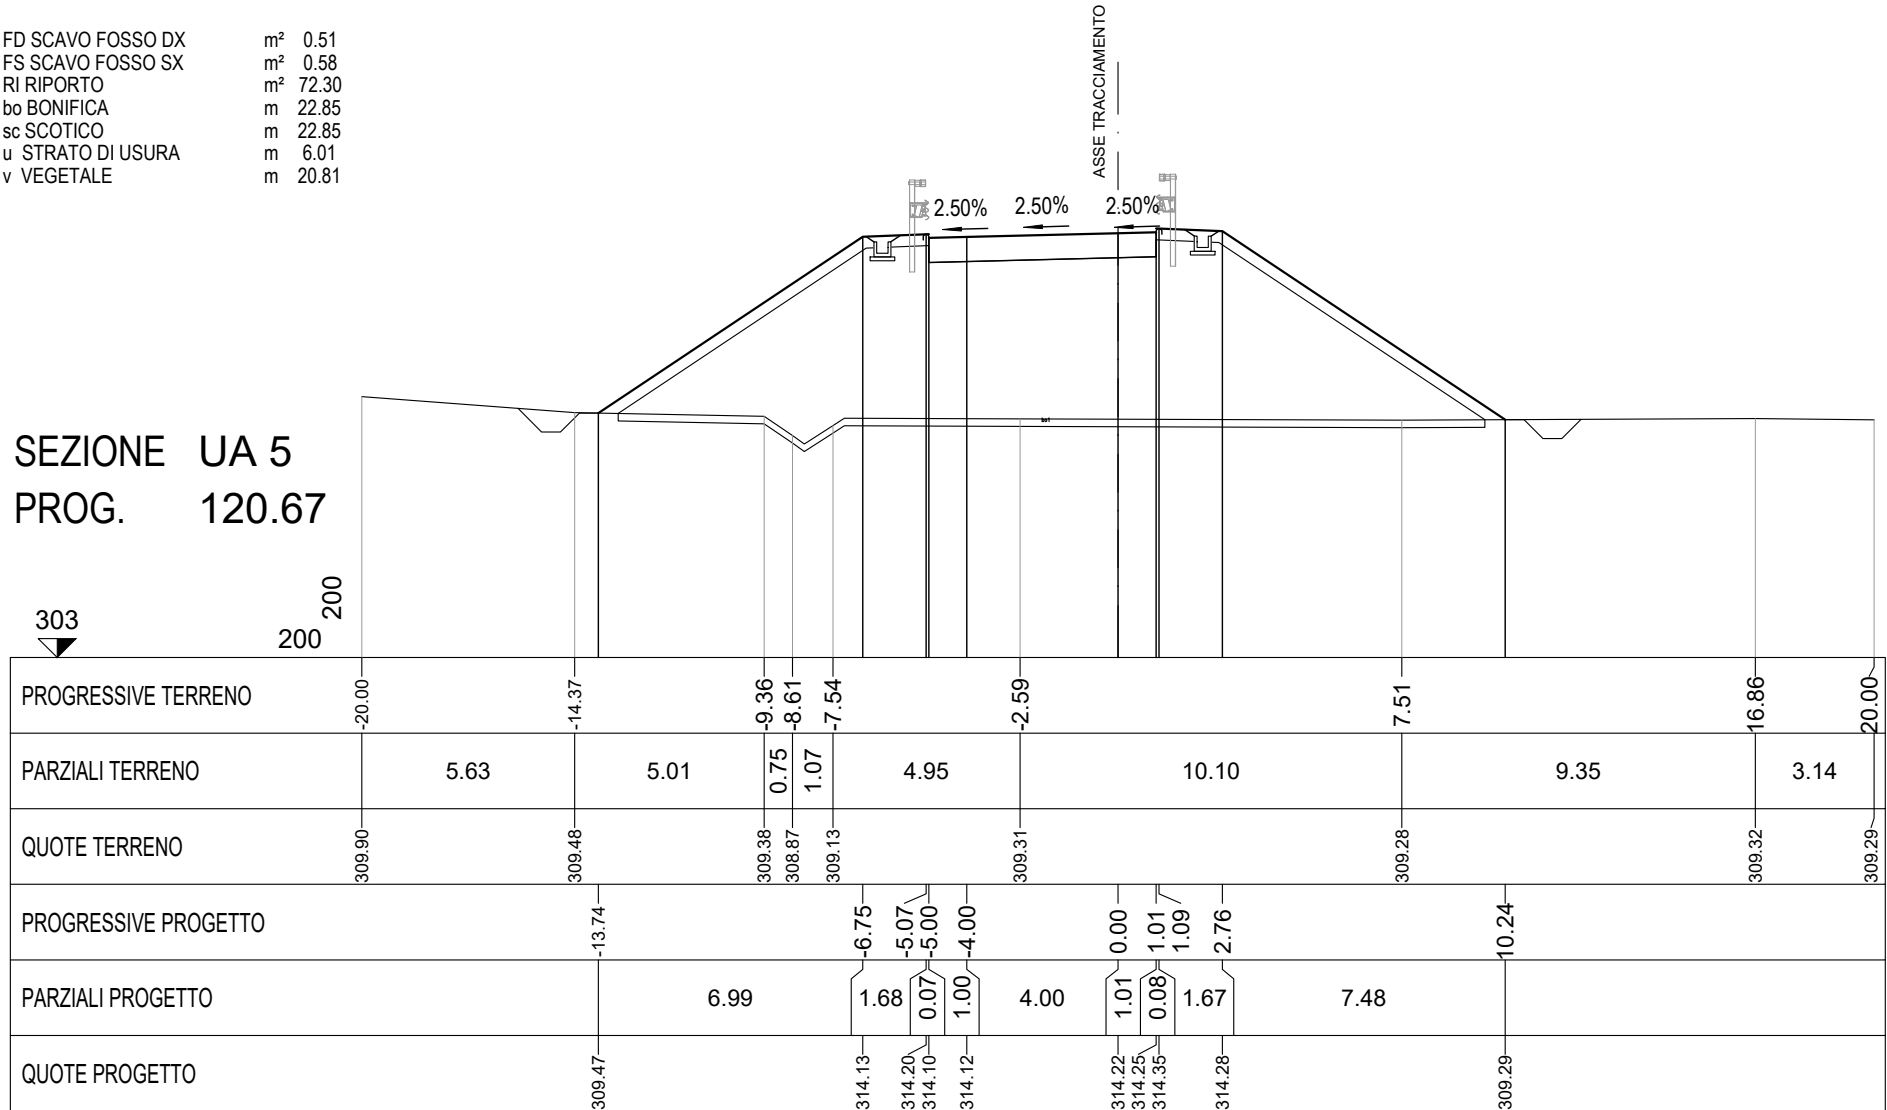 FD SCAVO FOSSO DX m² 0.51
FS SCAVO FOSSO SX m² 0.58
RI RIPORTO m² 72.30
bo BONIFICA m 22.85
sc SCOTICO m 22.85
u STRATO DI USURA m 6.01
v VEGETALE m 20.81
ASSE TRACCIAMENTO
2.50% 2.50% 2.50%
SEZIONE UA 5
PROG. 120.67
303
200
200
PROGRESSIVE TERRENO -20.00 -14.37 -9.36 -8.61 -7.54 -2.59 7.51 16.86 20.00
PARZIALI TERRENO 5.63 5.01 0.75 1.07 4.95 10.10 9.35 3.14
QUOTE TERRENO 309.90 309.48 309.38 308.87 309.13 309.31 309.28 309.32 309.29
PROGRESSIVE PROGETTO -13.74 -6.75 -5.07 -5.00 -4.00 0.00 1.01 1.09 2.76 10.24
PARZIALI PROGETTO 6.99 1.68 0.07 1.00 4.00 1.01 0.08 1.67 7.48
QUOTE PROGETTO 309.47 314.13 314.20 314.10 314.12 314.22 314.25 314.35 314.28 309.29